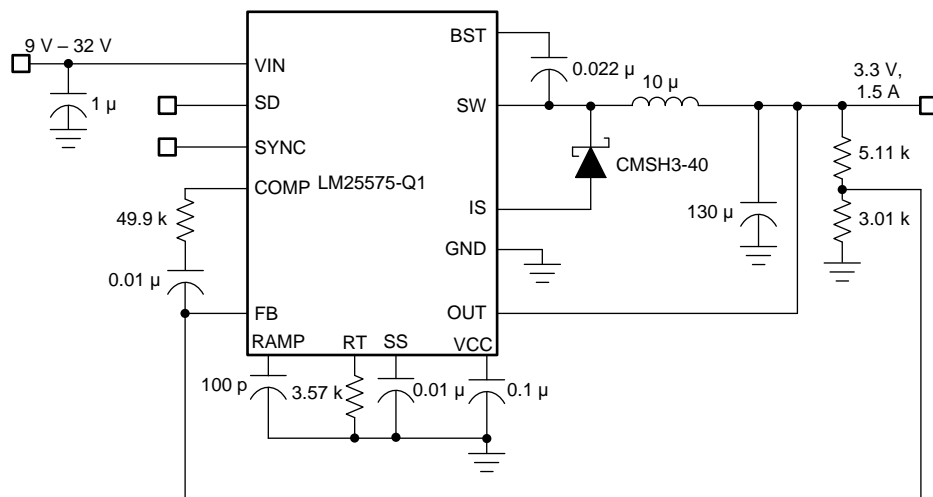 9 V – 32 V
VIN
1 µ
SD
SYNC
COMP
LM25575-Q1
49.9 k
0.01 µ
FB
RAMP
RT
SS
VCC
100 p
3.57 k
0.01 µ
0.1 µ
BST
0.022 µ
SW
10 µ
3.3 V,
1.5 A
CMSH3-40
5.11 k
IS
130 µ
3.01 k
GND
OUT